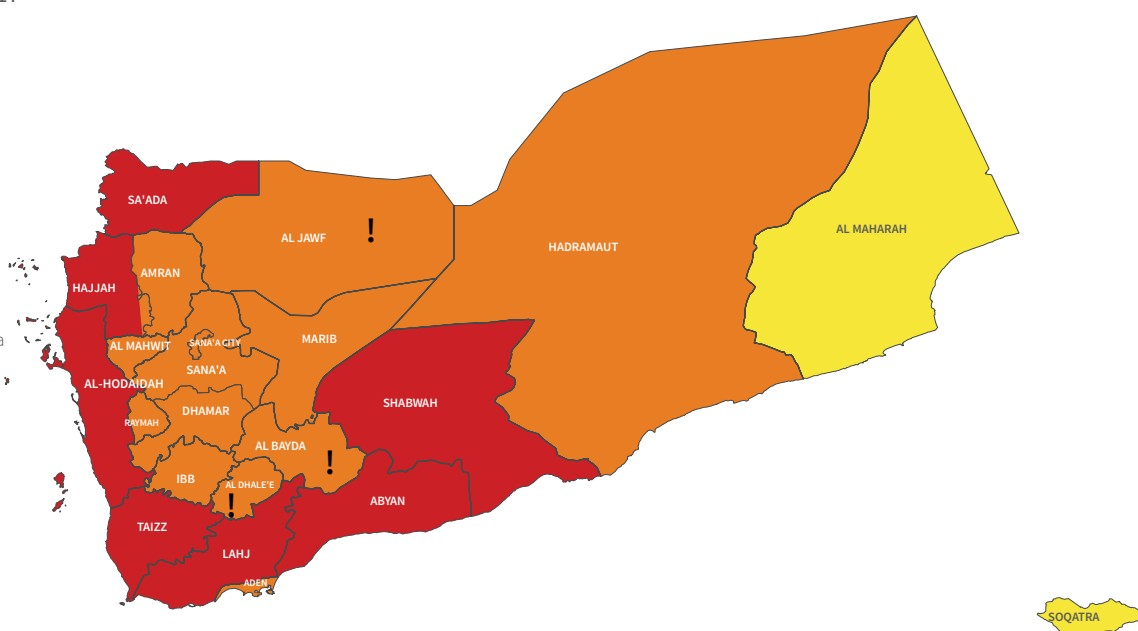 SA'ADA
AL JAWF
!
HADRAMAUT
AL MAHARAH
AMRAN
HAJJAH
MARIB
SANA'A CITY
AL MAHWIT
SANA'A
AL-HODAIDAH
SHABWAH
DHAMAR
RAYMAH
AL BAYDA
!
IBB
AL DHALE'E
!
ABYAN
TAIZZ
LAHJ
ADEN
SOQATRA